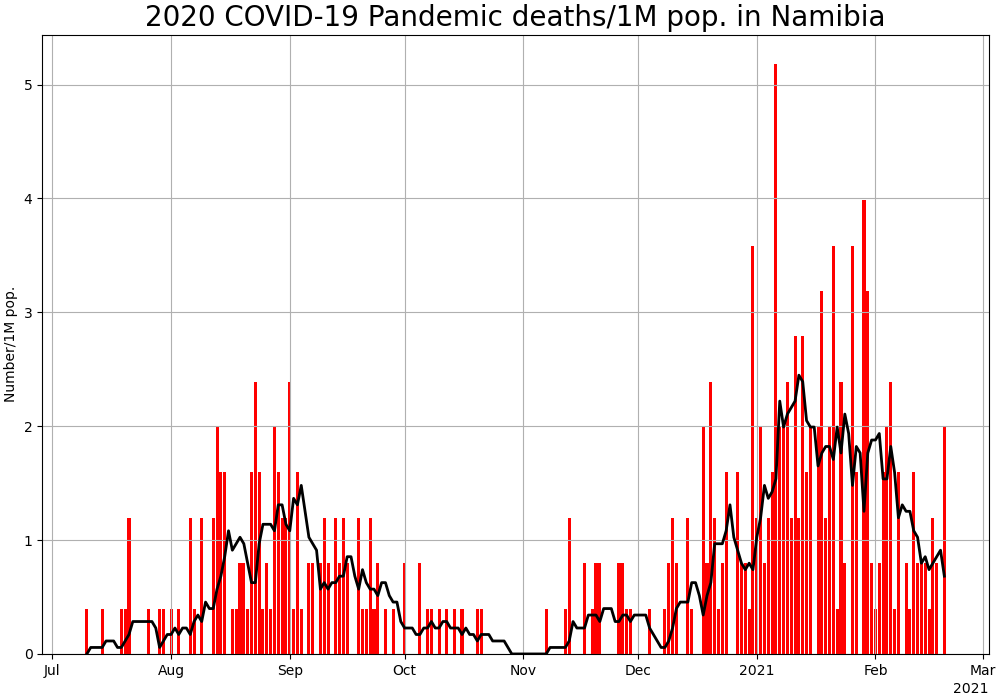 2020 COVID-19 Pandemic deaths/1M pop. in Namibia
Number/1M pop.
5
4
3
2
1
0
Jul Aug Sep Oct Nov Dec 2021 Feb Mar
2021